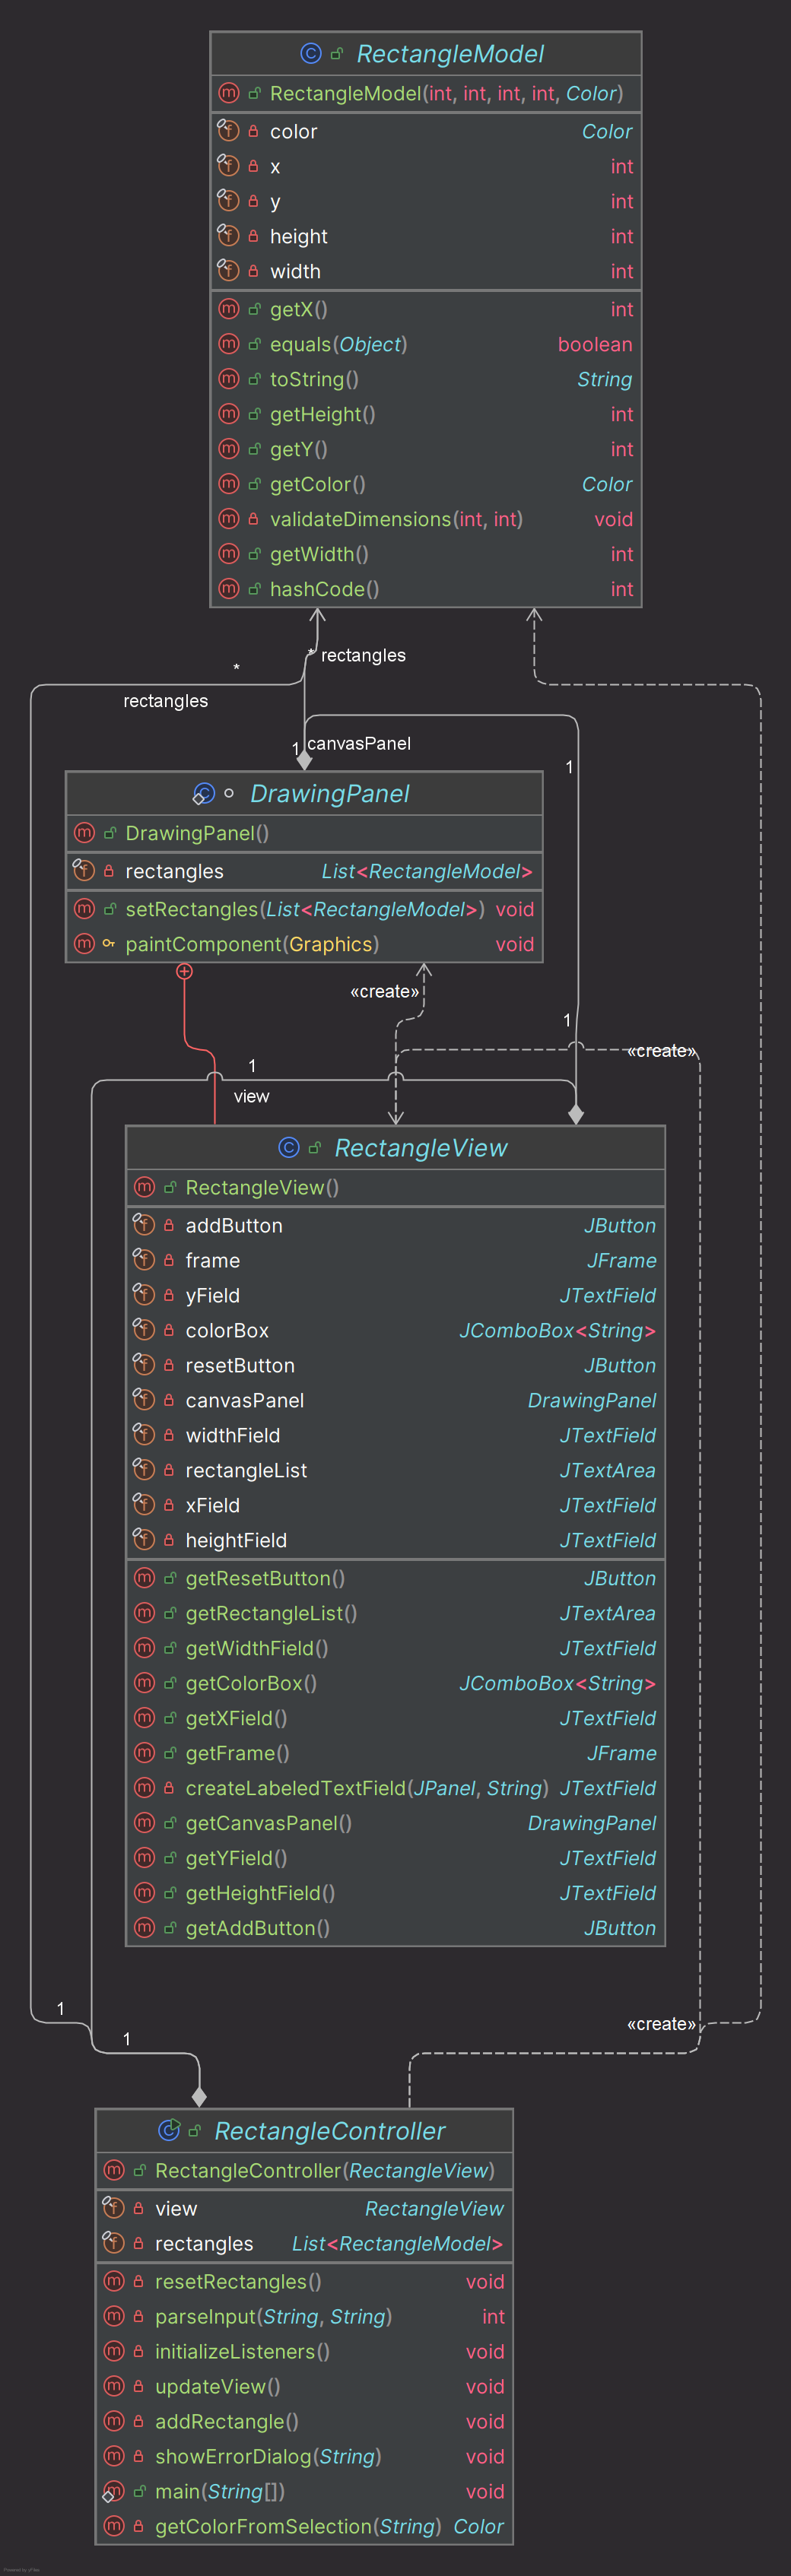 RectangleModel
RectangleModel(int, int, int, int, Color)
color Color
x int
y int
height int
width int
getX() int
equals(Object) boolean
toString() String
getHeight() int
getY() int
getColor() Color
validateDimensions(int, int) void
getWidth() int
hashCode() int
* rectangles
*
rectangles
1 canvasPanel
1
DrawingPanel
DrawingPanel()
rectangles List<RectangleModel>
setRectangles(List<RectangleModel>) void
paintComponent(Graphics) void
«create»
1
«create»
1
view
RectangleView
RectangleView()
addButton JButton
frame JFrame
yField JTextField
colorBox JComboBox<String>
resetButton JButton
canvasPanel DrawingPanel
widthField JTextField
rectangleList JTextArea
xField JTextField
heightField JTextField
getResetButton() JButton
getRectangleList() JTextArea
getWidthField() JTextField
getColorBox() JComboBox<String>
getXField() JTextField
getFrame() JFrame
createLabeledTextField(JPanel, String) JTextField
getCanvasPanel() DrawingPanel
getYField() JTextField
getHeightField() JTextField
getAddButton() JButton
1
«create»
1
RectangleController
RectangleController(RectangleView)
view RectangleView
rectangles List<RectangleModel>
resetRectangles() void
parseInput(String, String) int
initializeListeners() void
updateView() void
addRectangle() void
showErrorDialog(String) void
main(String[]) void
getColorFromSelection(String) Color
Powered by yFiles